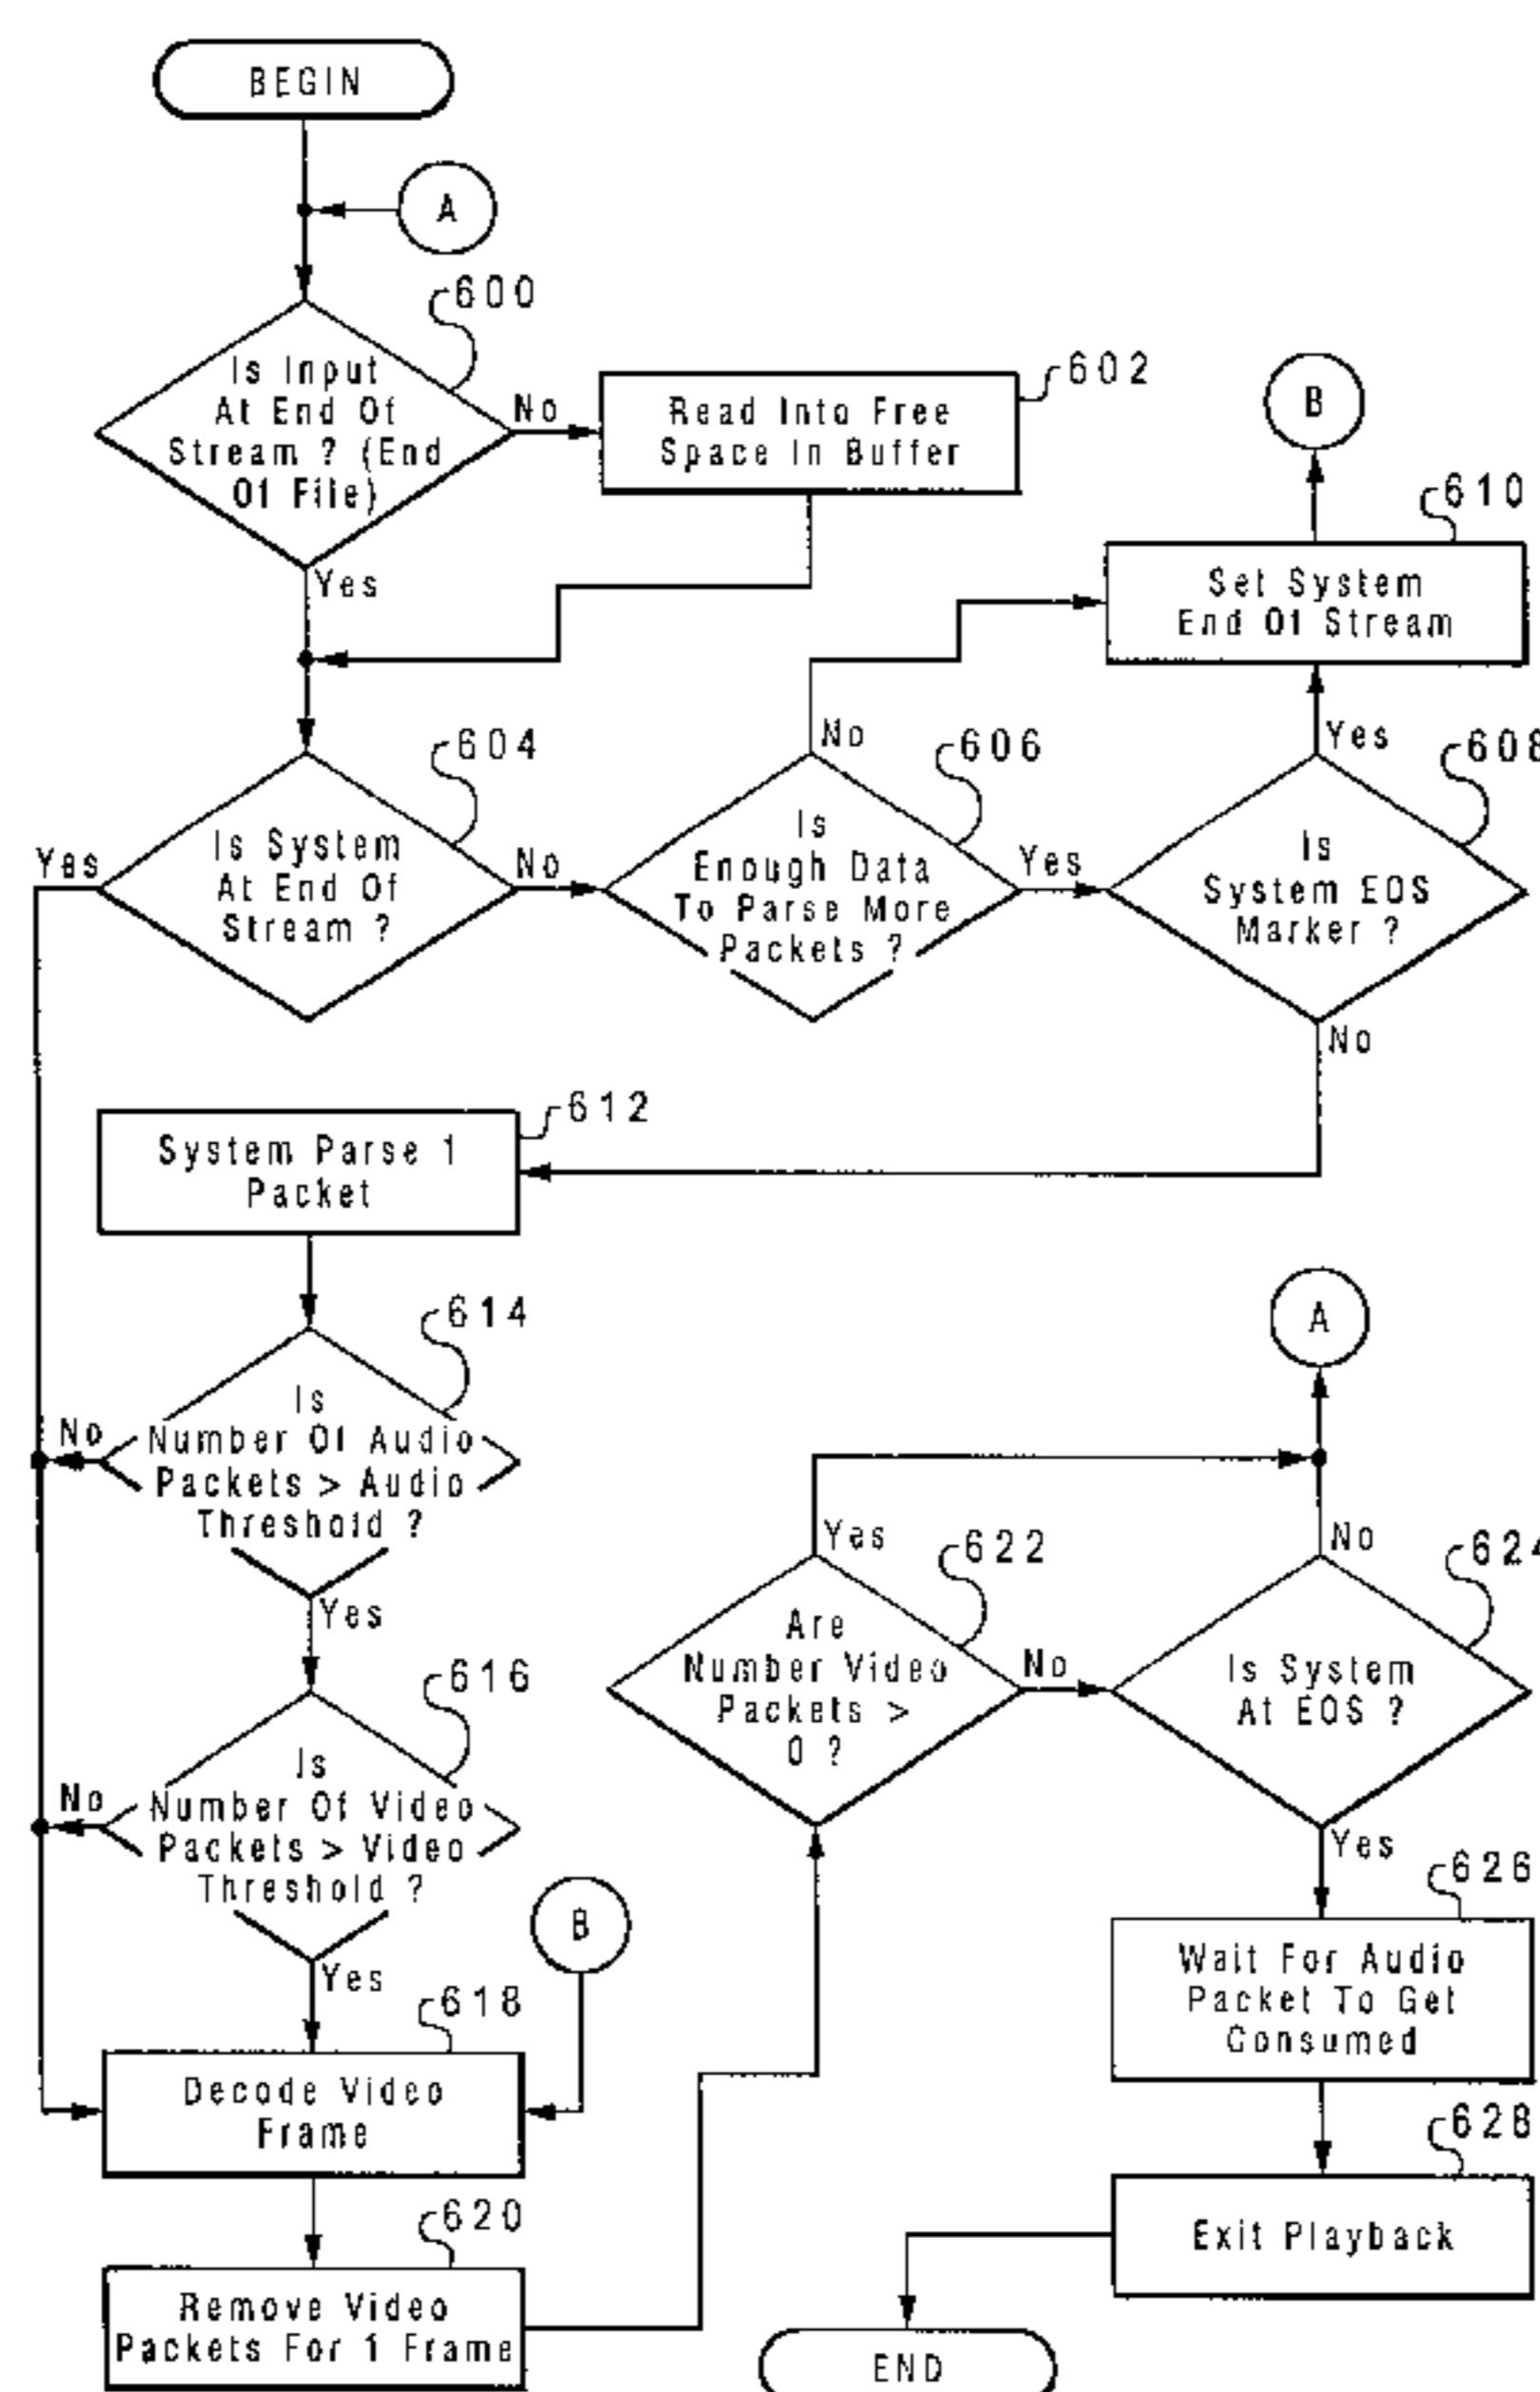 BEGIN
A
600
Is Input
At End Of
Stream ? (End
Of File)
No
Yes
602
Read Into Free
Space In Buffer
B
610
Set System
End Of Stream
604
Is System
At End Of
Stream ?
Yes
No
606
Is
Enough Data
To Parse More
Packets ?
No
Yes
608
Is
System EOS
Marker ?
Yes
No
612
System Parse 1
Packet
614
Is
Number Of Audio
Packets > Audio
Threshold ?
No
Yes
616
Is
Number Of Video
Packets > Video
Threshold ?
No
Yes
B
618
Decode Video
Frame
620
Remove Video
Packets For 1 Frame
A
622
Are
Number Video
Packets >
0 ?
Yes
No
624
Is System
At EOS ?
No
Yes
626
Wait For Audio
Packet To Get
Consumed
628
Exit Playback
END